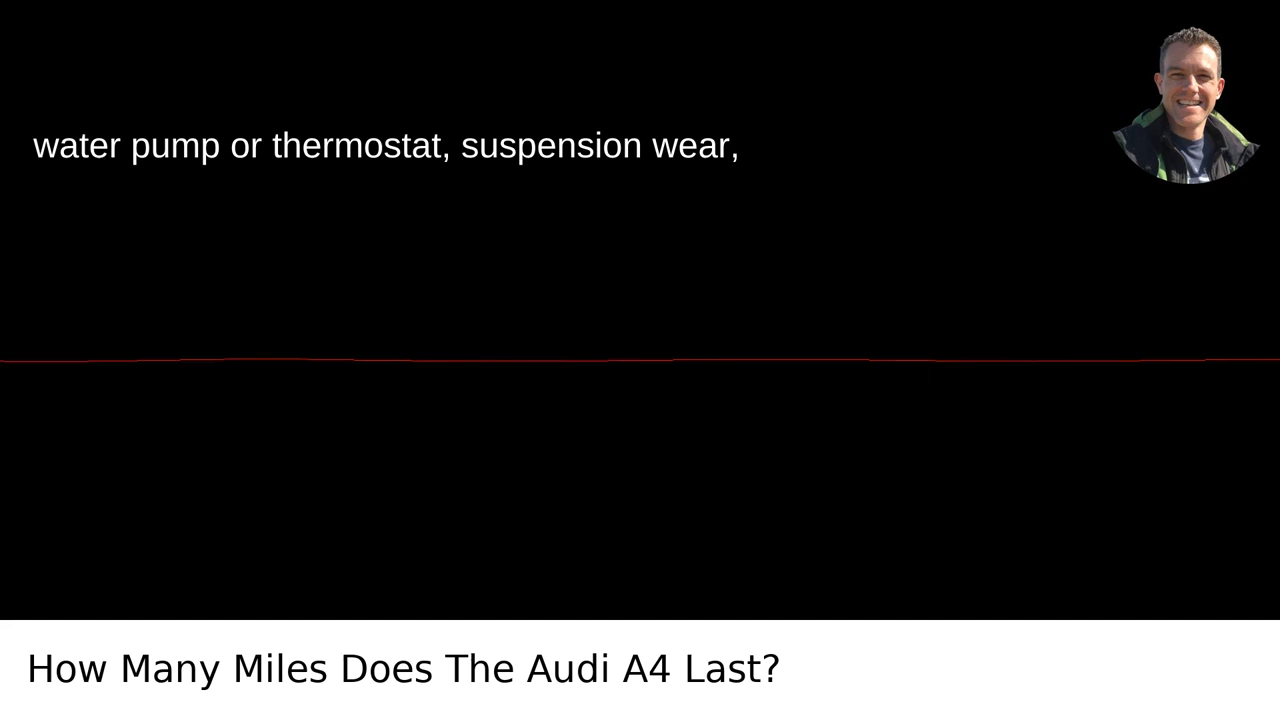 water pump or thermostat, suspension wear,
How Many Miles Does The Audi A4 Last?